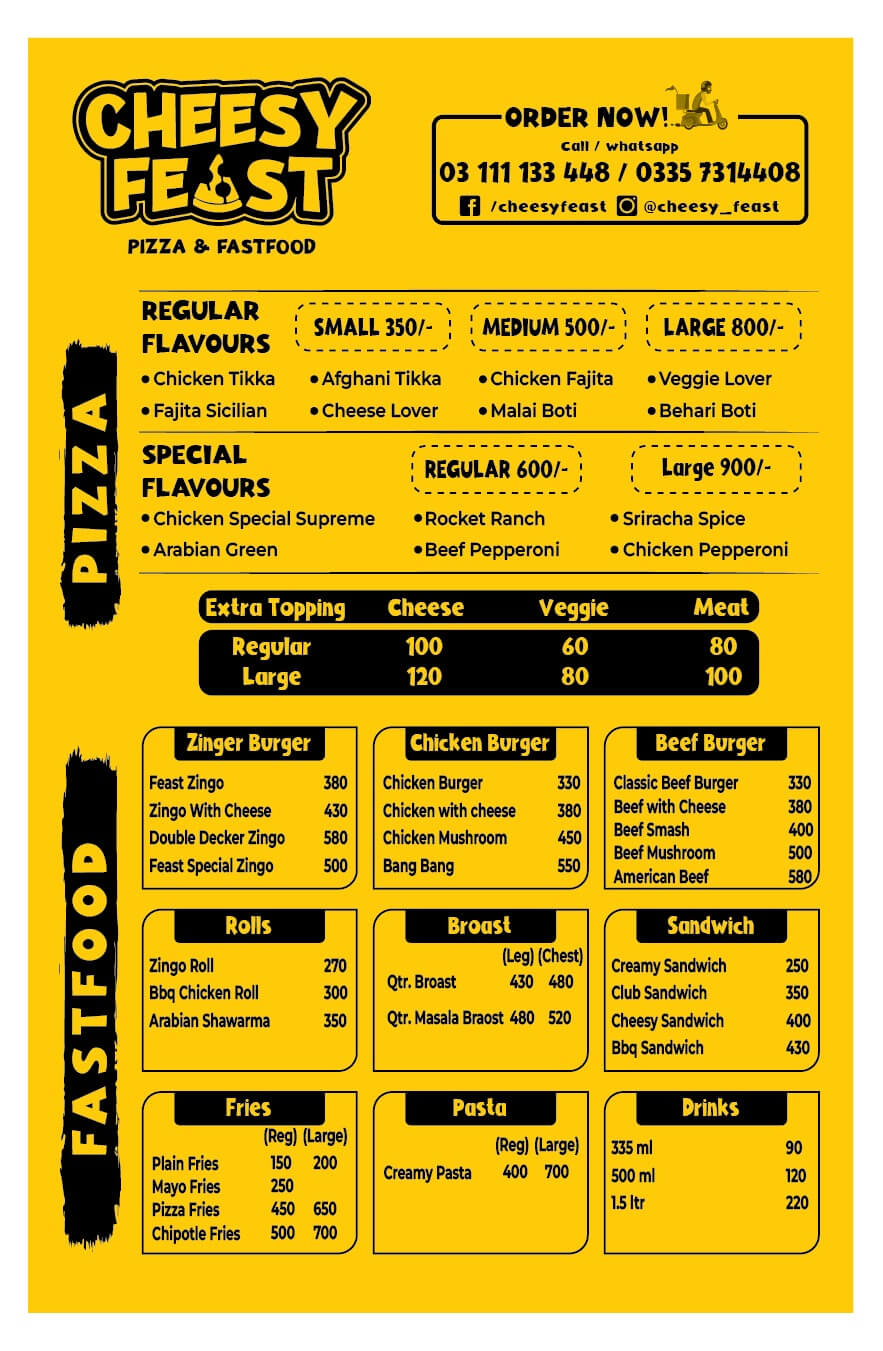 CHEESY
FEAST
PIZZA & FASTFOOD
ORDER NOW!
Call / whatsapp
03 111 133 448 / 0335 7314408
/cheesyfeast @cheesy_feast
PIZZA
REGULAR
FLAVOURS
SMALL 350/- MEDIUM 500/- LARGE 800/-
• Chicken Tikka • Afghani Tikka • Chicken Fajita • Veggie Lover
• Fajita Sicilian • Cheese Lover • Malai Boti • Behari Boti
SPECIAL
FLAVOURS
REGULAR 600/- Large 900/-
• Chicken Special Supreme • Rocket Ranch • Sriracha Spice
• Arabian Green • Beef Pepperoni • Chicken Pepperoni
Extra Topping Cheese Veggie Meat
Regular 100 60 80
Large 120 80 100
FASTFOOD
Zinger Burger
Feast Zingo 380
Zingo With Cheese 430
Double Decker Zingo 580
Feast Special Zingo 500
Chicken Burger
Chicken Burger 330
Chicken with cheese 380
Chicken Mushroom 450
Bang Bang 550
Beef Burger
Classic Beef Burger 330
Beef with Cheese 380
Beef Smash 400
Beef Mushroom 500
American Beef 580
Rolls
Zingo Roll 270
Bbq Chicken Roll 300
Arabian Shawarma 350
Broast
(Leg) (Chest)
Qtr. Broast 430 480
Qtr. Masala Braost 480 520
Sandwich
Creamy Sandwich 250
Club Sandwich 350
Cheesy Sandwich 400
Bbq Sandwich 430
Fries
(Reg) (Large)
Plain Fries 150 200
Mayo Fries 250
Pizza Fries 450 650
Chipotle Fries 500 700
Pasta
(Reg) (Large)
Creamy Pasta 400 700
Drinks
335 ml 90
500 ml 120
1.5 ltr 220